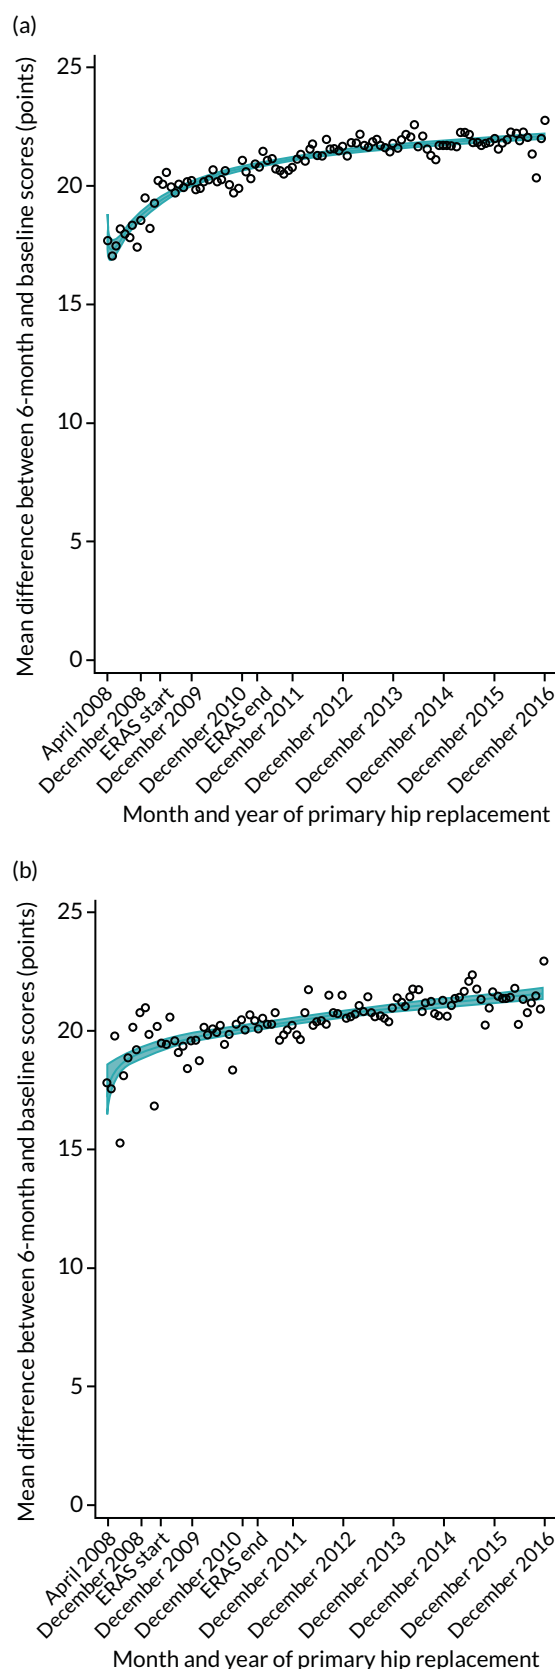 (a)
Mean difference between 6-month and baseline scores (points)
25
20
15
10
5
0
April 2008
December 2008
ERAS start
December 2009
December 2010
ERAS end
December 2011
December 2012
December 2013
December 2014
December 2015
December 2016
Month and year of primary hip replacement
(b)
Mean difference between 6-month and baseline scores (points)
25
20
15
10
5
0
April 2008
December 2008
ERAS start
December 2009
December 2010
ERAS end
December 2011
December 2012
December 2013
December 2014
December 2015
December 2016
Month and year of primary hip replacement